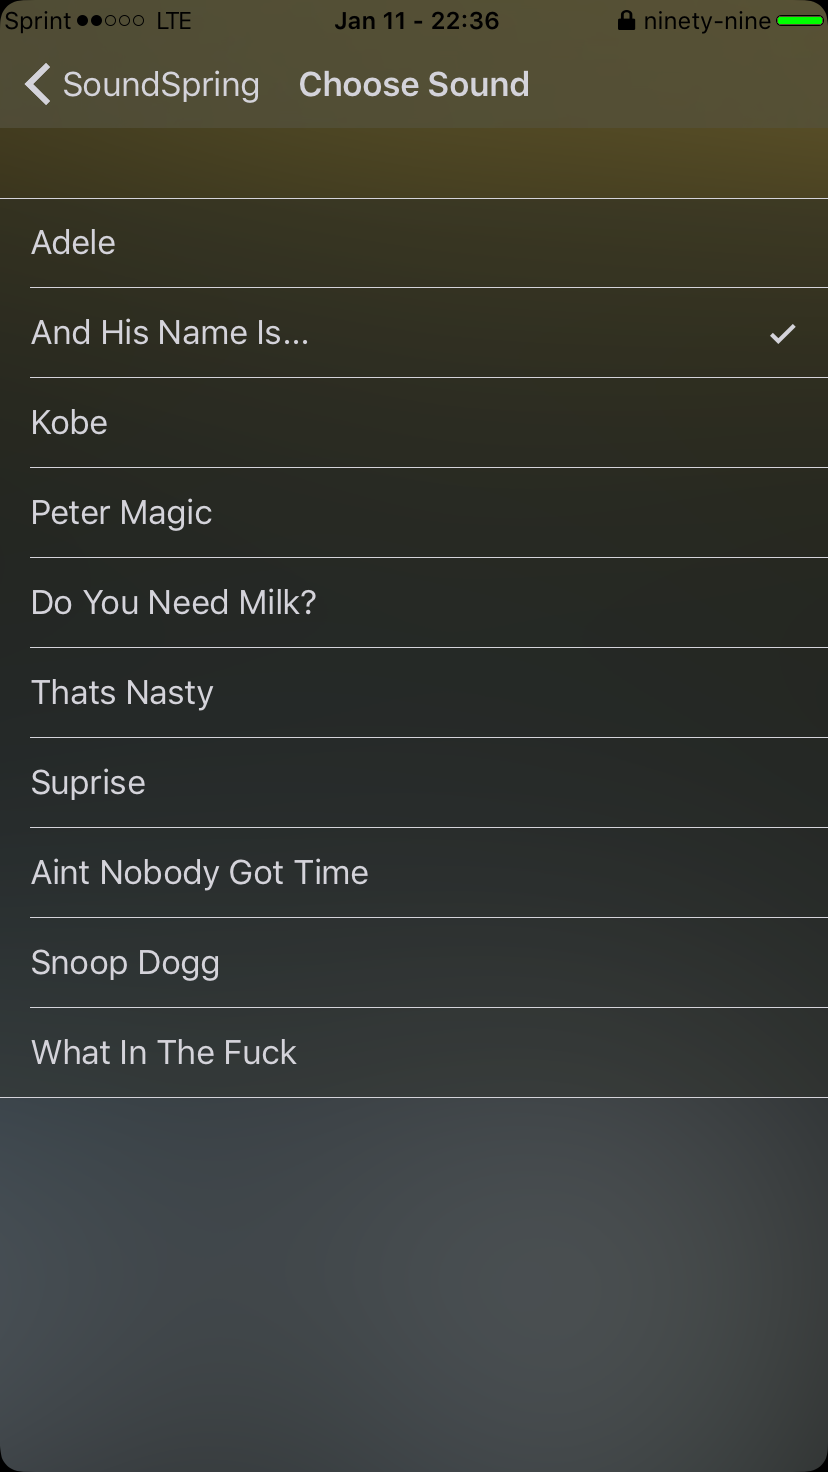 Sprint LTE Jan 11 - 22:36 ninety-nine
SoundSpring Choose Sound
Adele
And His Name Is...
Kobe
Peter Magic
Do You Need Milk?
Thats Nasty
Suprise
Aint Nobody Got Time
Snoop Dogg
What In The Fuck